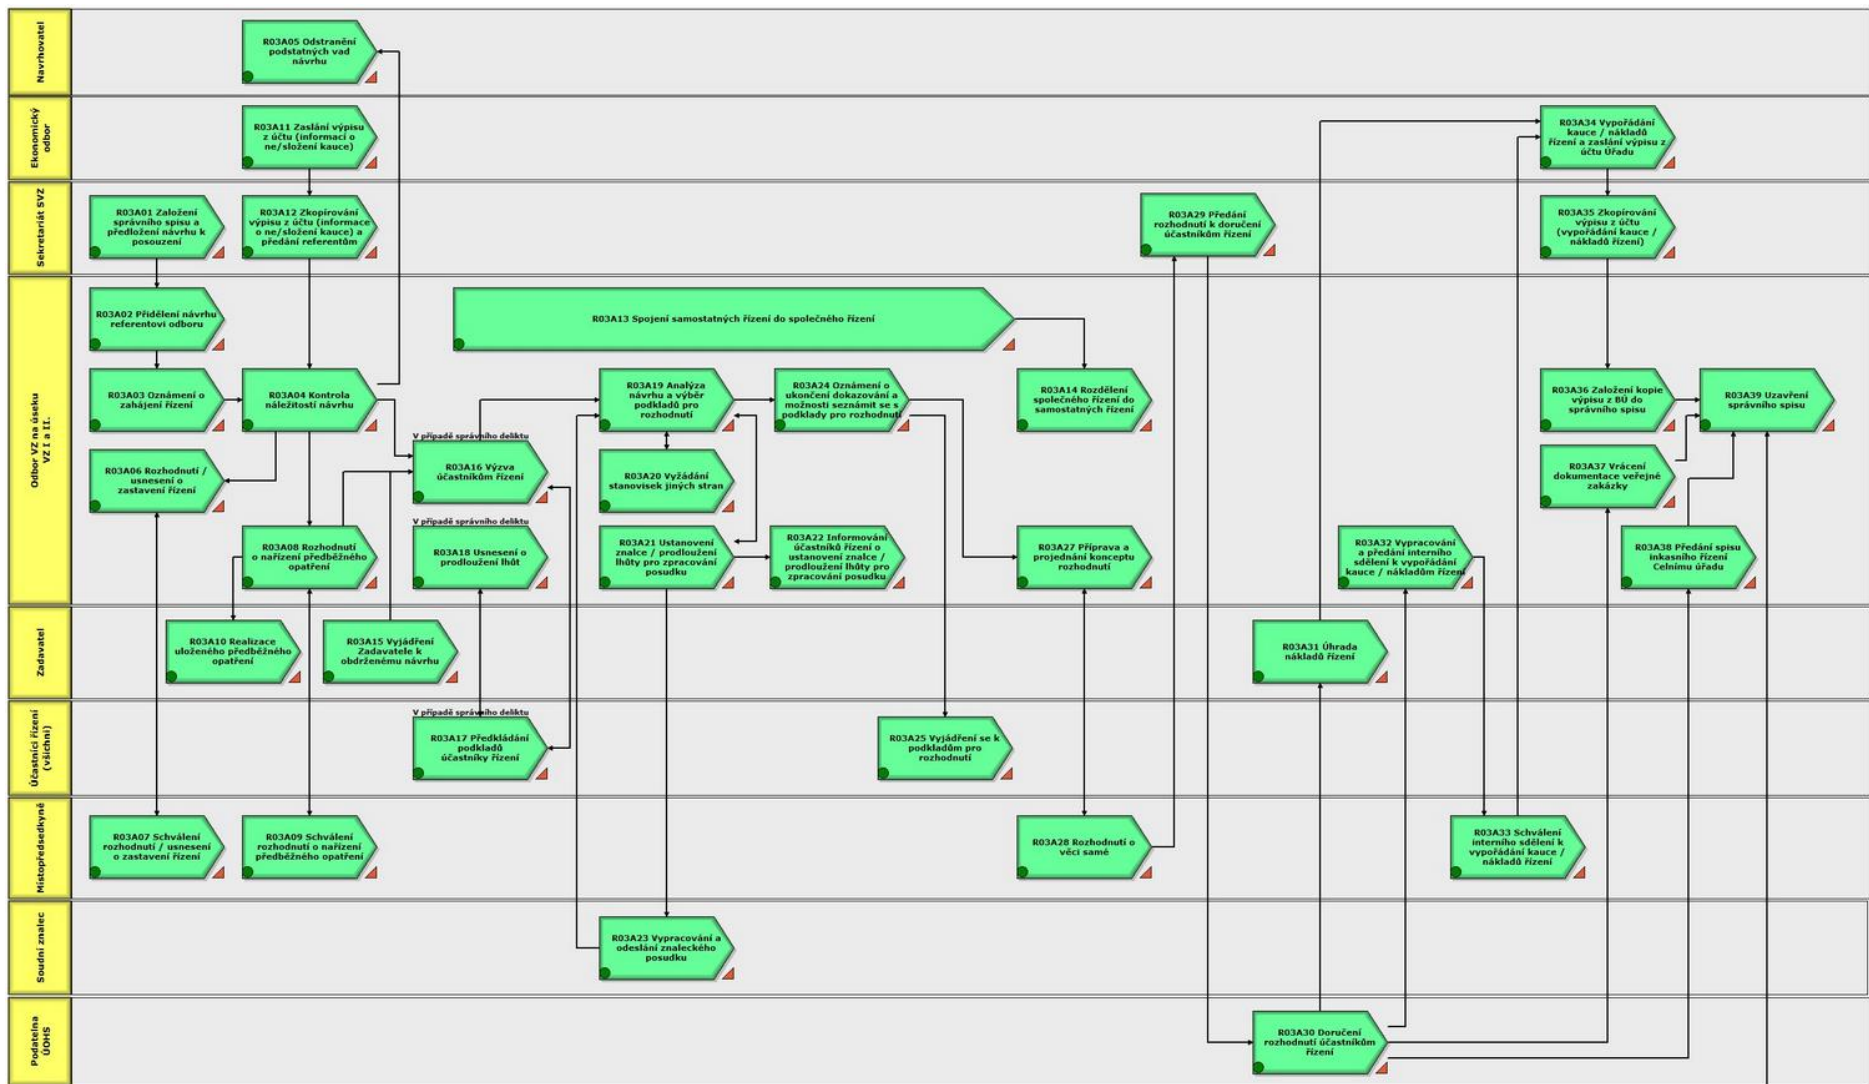 Navrhovatel
R03A05 Odstranění
podstatných vad
návrhu
Ekonomický
odbor
R03A11 Zaslání výpisu
z účtu (informací o
ne/složení kauce)
R03A34 Vypořádání
kauce / nákladů
řízení a zaslání výpisu z
účtu Úřadu
Sekretariát SVZ
R03A01 Založení
správního spisu a
předložení návrhu k
posouzení
R03A12 Zkopírování
výpisu z účtu (informace
o ne/složení kauce) a
předání referentům
R03A29 Předání
rozhodnutí k doručení
účastníkům řízení
R03A35 Zkopírování
výpisu z účtu
(vypořádání kauce /
nákladů řízení)
Odbor VZ na úseku
VZ I a II.
R03A02 Přidělení návrhu
referentovi odboru
R03A13 Spojení samostatných řízení do společného řízení
R03A03 Oznámení o
zahájení řízení
R03A04 Kontrola
náležitostí návrhu
R03A19 Analýza
návrhu a výběr
podkladů pro
rozhodnutí
R03A24 Oznámení o
ukončení dokazování a
možnosti seznámit se s
podklady pro rozhodnutí
R03A14 Rozdělení
společného řízení do
samostatných řízení
R03A36 Založení kopie
výpisu z BÚ do
správního spisu
R03A39 Uzavření
správního spisu
V případě správního deliktu
R03A06 Rozhodnutí /
usnesení o
zastavení řízení
R03A16 Výzva
účastníkům řízení
R03A20 Vyžádání
stanovisek jiných stran
R03A37 Vrácení
dokumentace veřejné
zakázky
V případě správního deliktu
R03A08 Rozhodnutí
o nařízení předběžného
opatření
R03A18 Usnesení o
prodloužení lhůt
R03A21 Ustanovení
znalce / prodloužení
lhůty pro zpracování
posudku
R03A22 Informování
účastníků řízení o
ustanovení znalce /
prodloužení lhůty pro
zpracování posudku
R03A27 Příprava a
projednání konceptu
rozhodnutí
R03A32 Vypracování
a předání interního
sdělení k vypořádání
kauce / nákladům řízení
R03A38 Předání spisu
inkasního řízení
Celnímu úřadu
Zadavatel
R03A10 Realizace
uloženého předběžného
opatření
R03A15 Vyjádření
Zadavatele k
obdrženému návrhu
R03A31 Úhrada
nákladů řízení
Účastníci řízení
(všichni)
V případě správního deliktu
R03A17 Předkládání
podkladů
účastníky řízení
R03A25 Vyjádření se k
podkladům pro
rozhodnutí
Místopředsedkyně
R03A07 Schválení
rozhodnutí / usnesení
o zastavení řízení
R03A09 Schválení
rozhodnutí o nařízení
předběžného opatření
R03A28 Rozhodnutí o
věci samé
R03A33 Schválení
interního sdělení k
vypořádání kauce /
nákladů řízení
Soudní znalec
R03A23 Vypracování a
odeslání znaleckého
posudku
Podatelna
ÚOHS
R03A30 Doručení
rozhodnutí účastníkům
řízení